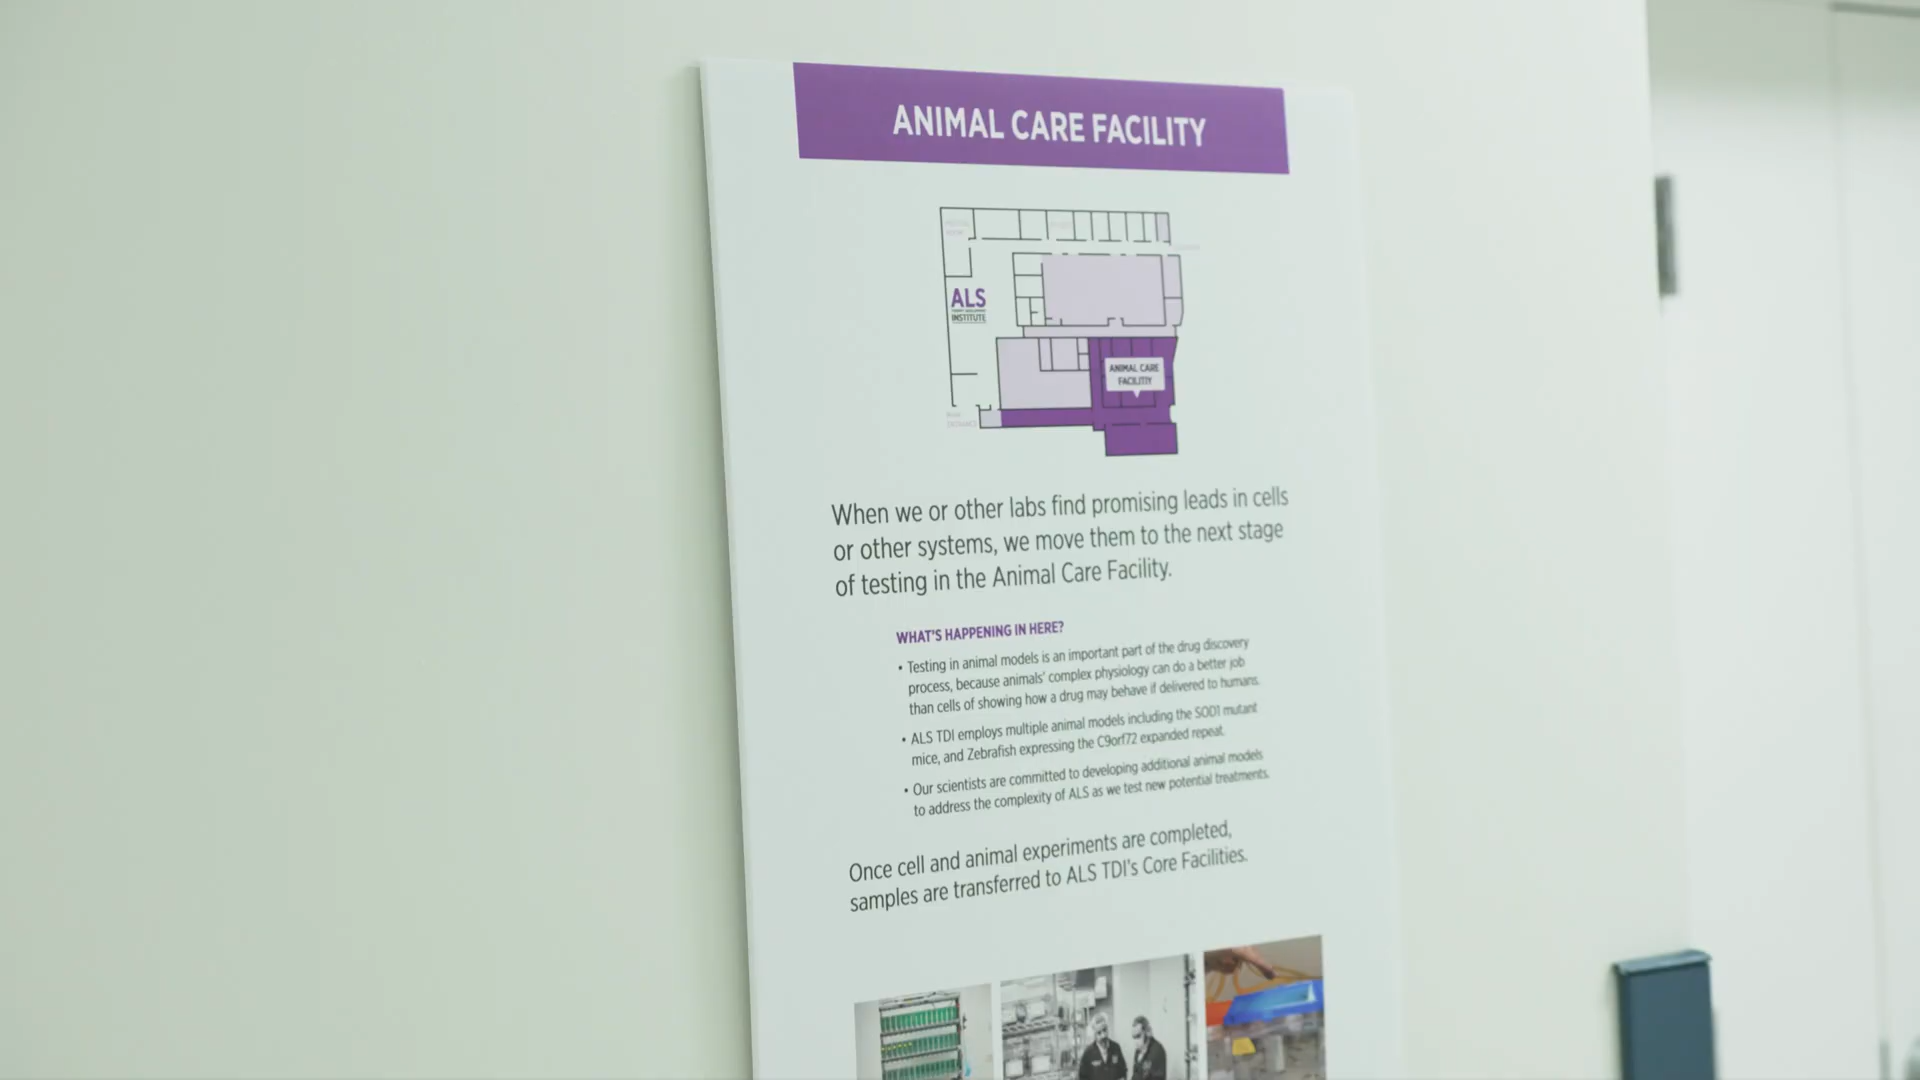 ANIMAL CARE FACILITY
ALS
INSTITUTE
ANIMAL CARE
FACILITIY
When we or other labs find promising leads in cells
or other systems, we move them to the next stage
of testing in the Animal Care Facility.
WHAT'S HAPPENING IN HERE?
• Testing in animal models is an important part of the drug discovery
process, because animals' complex physiology can do a better job
than cells of showing how a drug may behave if delivered to humans.
• ALS TDI employs multiple animal models including the SOD1 mutant
mice, and Zebrafish expressing the C9orf72 expanded repeat.
• Our scientists are committed to developing additional animal models
to address the complexity of ALS as we test new potential treatments.
Once cell and animal experiments are completed,
samples are transferred to ALS TDI's Core Facilities.